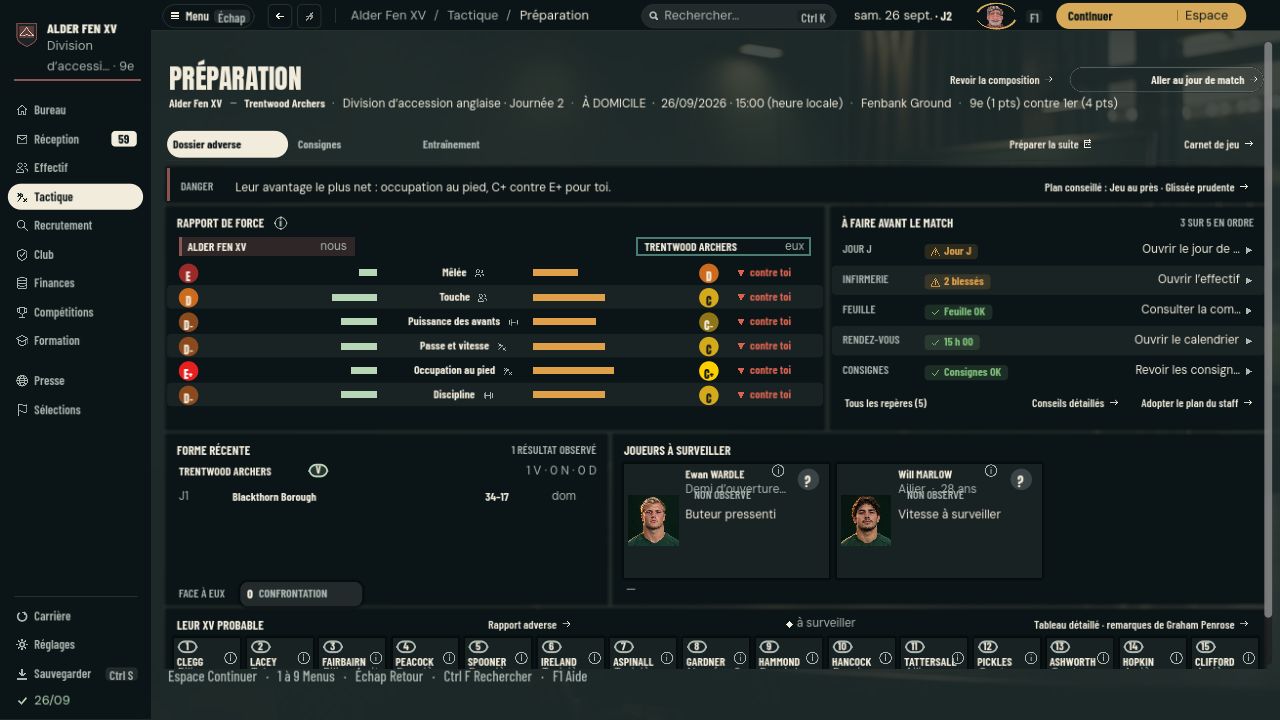 ALDER FEN XV
Division
d'accessi... · 9e
Bureau
Réception 59
Effectif
Tactique
Recrutement
Club
Finances
Compétitions
Formation
Presse
Sélections
Carrière
Réglages
Sauvegarder Ctrl S
26/09
Menu Échap
Alder Fen XV / Tactique / Préparation
Rechercher... Ctrl K
sam. 26 sept. · J2
F1
Continuer Espace
PRÉPARATION
Revoir la composition →
Aller au jour de match →
Alder Fen XV – Trentwood Archers · Division d'accession anglaise · Journée 2 · À DOMICILE · 26/09/2026 · 15:00 (heure locale) · Fenbank Ground · 9e (1 pts) contre 1er (4 pts)
Dossier adverse Consignes Entraînement
Préparer la suite
Carnet de jeu →
DANGER Leur avantage le plus net : occupation au pied, C+ contre E+ pour toi.
Plan conseillé : Jeu au près · Glissée prudente →
RAPPORT DE FORCE
ALDER FEN XV nous
TRENTWOOD ARCHERS eux
E Mêlée D ▼ contre toi
D Touche C ▼ contre toi
D- Puissance des avants C- ▼ contre toi
D- Passe et vitesse C ▼ contre toi
E+ Occupation au pied C+ ▼ contre toi
D- Discipline C ▼ contre toi
À FAIRE AVANT LE MATCH 3 SUR 5 EN ORDRE
JOUR J Jour J Ouvrir le jour de ... ▶
INFIRMERIE 2 blessés Ouvrir l'effectif ▶
FEUILLE ✓ Feuille OK Consulter la com... ▶
RENDEZ-VOUS ✓ 15 h 00 Ouvrir le calendrier ▶
CONSIGNES ✓ Consignes OK Revoir les consign... ▶
Tous les repères (5) Conseils détaillés → Adopter le plan du staff →
FORME RÉCENTE 1 RÉSULTAT OBSERVÉ
TRENTWOOD ARCHERS V 1 V · 0 N · 0 D
J1 Blackthorn Borough 34-17 dom
FACE À EUX 0 CONFRONTATION
JOUEURS À SURVEILLER
Ewan WARDLE ?
Demi d'ouverture...
NON OBSERVÉ
Buteur pressenti
Will MARLOW ?
Ailier · 28 ans
NON OBSERVÉ
Vitesse à surveiller
—
LEUR XV PROBABLE
Rapport adverse →
◆ à surveiller
Tableau détaillé · remarques de Graham Penrose →
1 2 3 4 5 6 7 8 9 10 11 12 13 14 15
CLEGG LACEY FAIRBAIRN PEACOCK SPOONER IRELAND ASPINALL GARDNER HAMMOND HANCOCK TATTERSALL PICKLES ASHWORTH HOPKIN CLIFFORD
Espace Continuer · 1 à 9 Menus · Échap Retour · Ctrl F Rechercher · F1 Aide